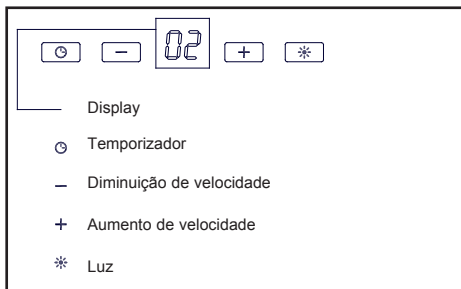 02
Display
Temporizador
– Diminuição de velocidade
+ Aumento de velocidade
Luz